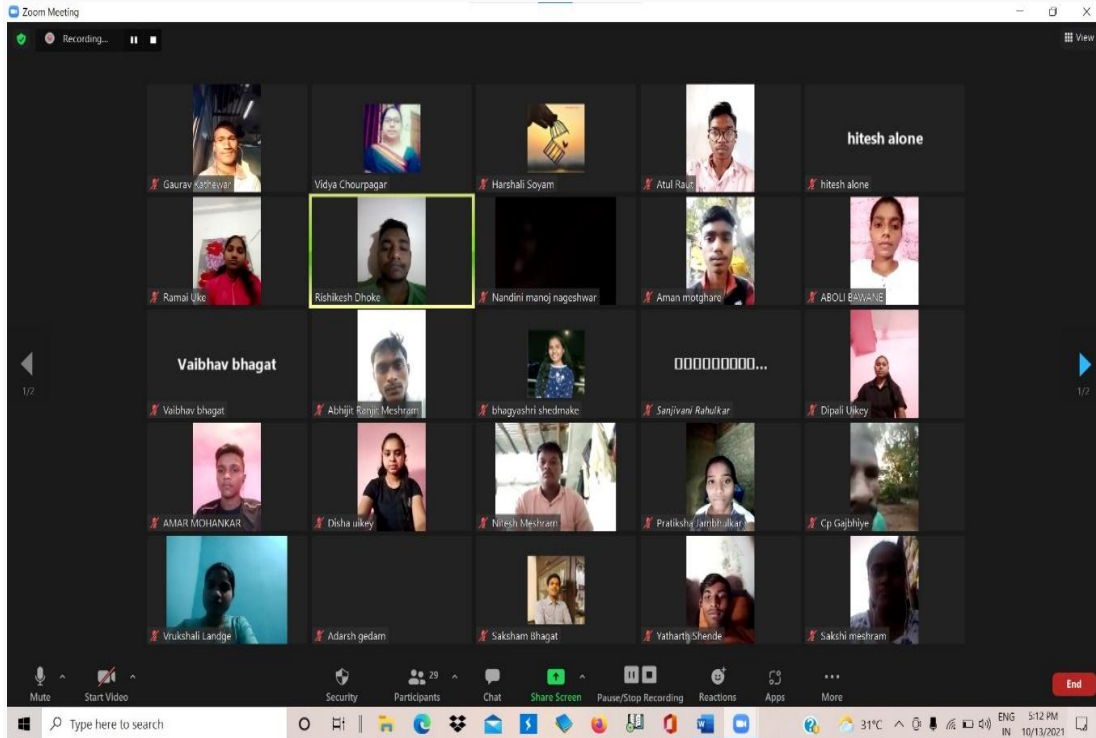 Zoom Meeting
Recording...
View
Gaurav Kathewar
Vidya Chourpagar
Harshali Soyam
Atul Raut
hitesh alone
hitesh alone
Ramai Uke
Rishikesh Dhoke
Nandini manoj nageshwar
Aman motghare
ABOLI BAWANE
Vaibhav bhagat
▯▯▯▯▯▯▯▯▯...
1/2
1/2
Vaibhav bhagat
Abhijit Ranjit Meshram
bhagyashri shedmake
Sanjivani Rahulkar
Dipali Uikey
AMAR MOHANKAR
Disha uikey
Nitesh Meshram
Pratiksha Jambhulkar
Cp Gajbhiye
Vrukshali Landge
Adarsh gedam
Saksham Bhagat
Yatharth Shende
Sakshi meshram
Mute
Start Video
Security
Participants
29
Chat
Share Screen
Pause/Stop Recording
Reactions
Apps
More
End
Type here to search
31°C
ENG
IN
5:12 PM
10/13/2021